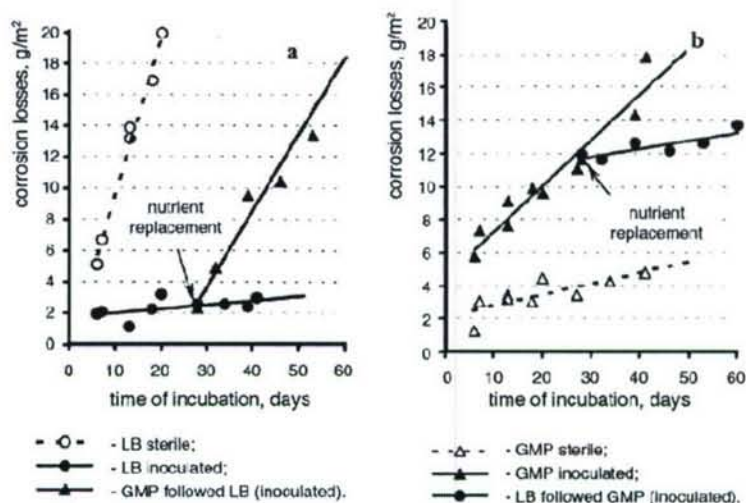 corrosion losses, g/m²
20
18
16
14
12
10
8
6
4
2
0
a
nutrient
replacement
0 10 20 30 40 50 60
time of incubation, days
- LB sterile;
- LB inoculated;
- GMP followed LB (inoculated).
corrosion losses, g/m²
20
18
16
14
12
10
8
6
4
2
0
b
nutrient
replacement
0 10 20 30 40 50 60
time of incubation, days
- GMP sterile;
- GMP inoculated;
- LB followed GMP (inoculated).